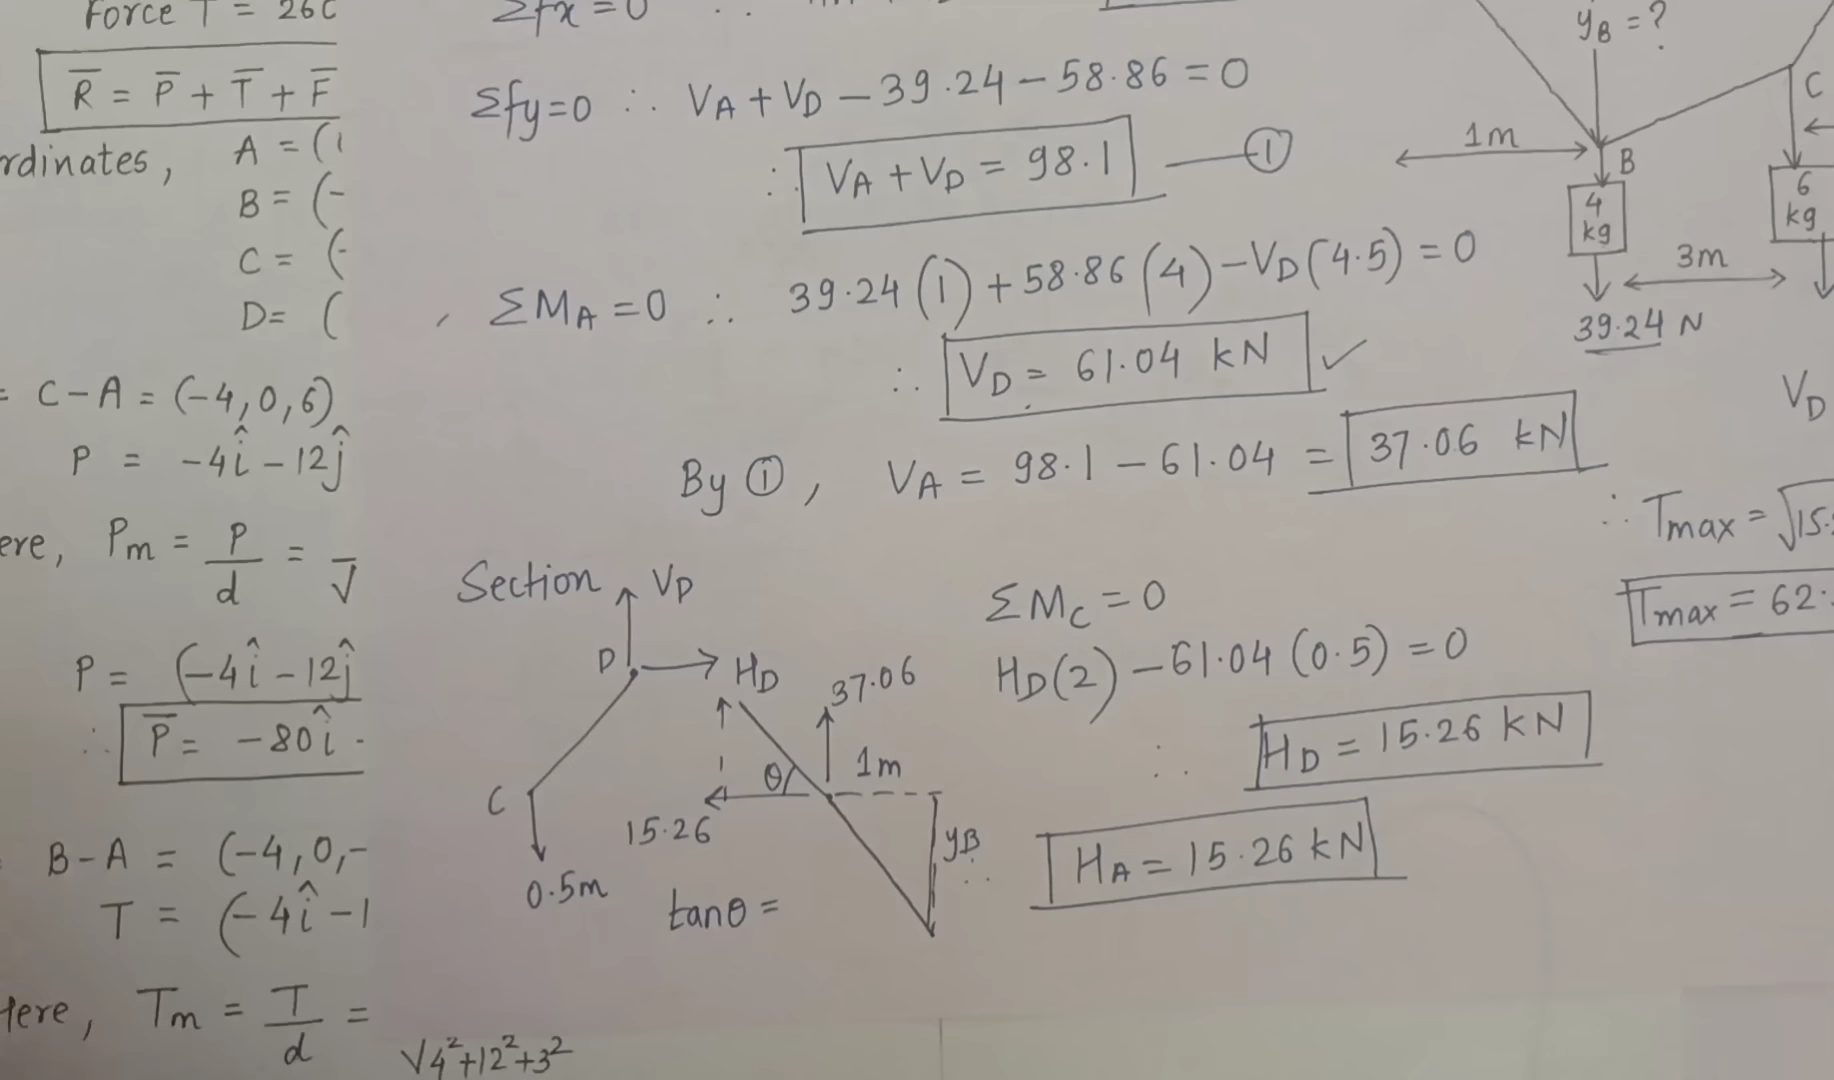 Force T = 26
R̅ = P̅ + T̅ + F̅
rdinates, A = (
B = (-
C = (-
D= (
= C-A = (-4,0,6)
P = -4î -12ĵ
ere, Pm = P/d = √
P = (-4î -12ĵ
∴ P̅ = -80î -
B-A = (-4,0,-
T = (-4î -1
Here, Tm = T/d =
√4²+12²+3²
Σfx = 0 ∴
Σfy=0 ∴ VA + VD - 39.24 - 58.86 = 0
∴ VA + VD = 98.1 — ①
ΣMA = 0 ∴ 39.24 (1) + 58.86 (4) - VD (4.5) = 0
∴ VD = 61.04 kN ✓
By ①, VA = 98.1 - 61.04 = 37.06 kN
Section
VD
D
HD
37.06
θ
1m
C
15.26
yB
0.5m
tanθ =
ΣMC = 0
HD(2) - 61.04 (0.5) = 0
∴ HD = 15.26 kN
∴ HA = 15.26 kN
yB = ?
C
1m
B
4
kg
6
kg
3m
39.24 N
VD
∴ Tmax = √15.
Tmax = 62.